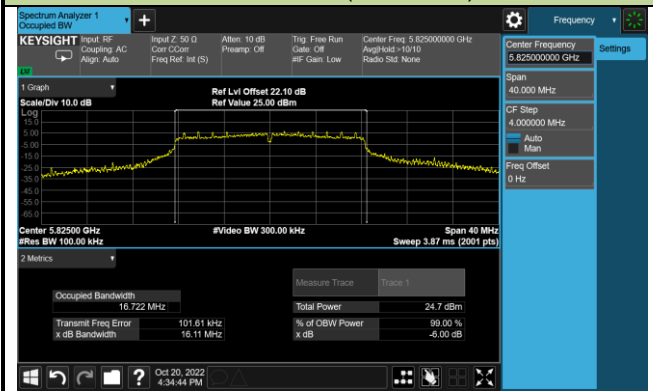 Spectrum Analyzer 1
Occupied BW
Frequency
KEYSIGHT
Input: RF
Coupling: AC
Align: Auto
Input Z: 50 Ω
Corr CCorr
Freq Ref: Int (S)
Atten: 10 dB
Preamp: Off
Trig: Free Run
Gate: Off
#IF Gain: Low
Center Freq: 5.825000000 GHz
Avg|Hold:>10/10
Radio Std: None
Center Frequency
5.825000000 GHz
Settings
Span
40.000 MHz
CF Step
4.000000 MHz
Auto
Man
Freq Offset
0 Hz
1 Graph
Scale/Div 10.0 dB
Ref Lvl Offset 22.10 dB
Ref Value 25.00 dBm
Log
15.0
5.00
-5.00
-15.0
-25.0
-35.0
-45.0
-55.0
-65.0
Center 5.82500 GHz
#Res BW 100.00 kHz
#Video BW 300.00 kHz
Span 40 MHz
Sweep 3.87 ms (2001 pts)
2 Metrics
Measure Trace
Trace 1
Occupied Bandwidth
16.722 MHz
Total Power
24.7 dBm
Transmit Freq Error
101.61 kHz
% of OBW Power
99.00 %
x dB Bandwidth
16.11 MHz
x dB
-6.00 dB
?
Oct 20, 2022
4:34:44 PM